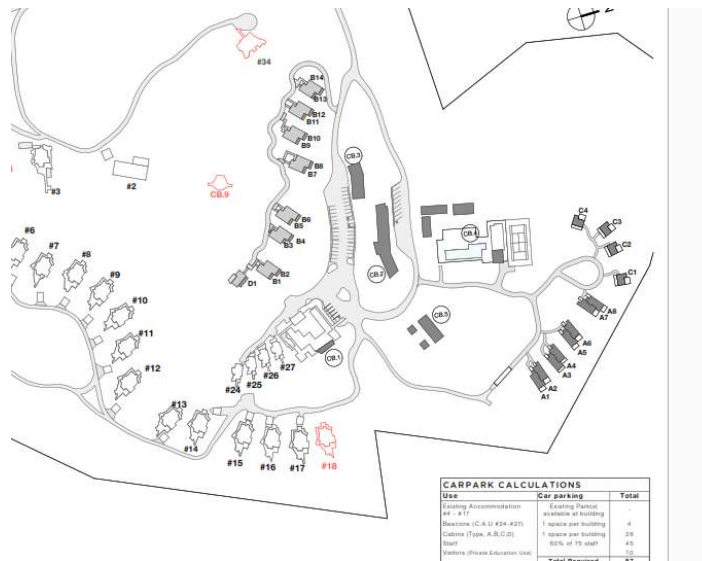 Z
#34
B14
B13
B12
B11
B10
B9
B8
B7
CB.3
#3
#2
CB.9
C4
C3
C2
C1
CB.4
B6
B5
B4
B3
#6
#7
#8
#9
B2
B1
D1
CB.2
#10
A8
A7
CB.5
#11
A6
A5
#27
CB.1
#26
#25
#24
A4
A3
#12
A2
A1
#13
#14
#15
#16
#17
#18
CARPARK CALCULATIONS
Use Car parking Total
Existing Accommodation #4 - #17 Existing Park(s) available at building -
Beacons (C.A.U #24-#27) 1 space per building 4
Cabins (Type, A,B,C,D) 1 space per building 28
Staff 60% of 75 staff 45
Visitors (Private Education Use) 10
Total Required 87